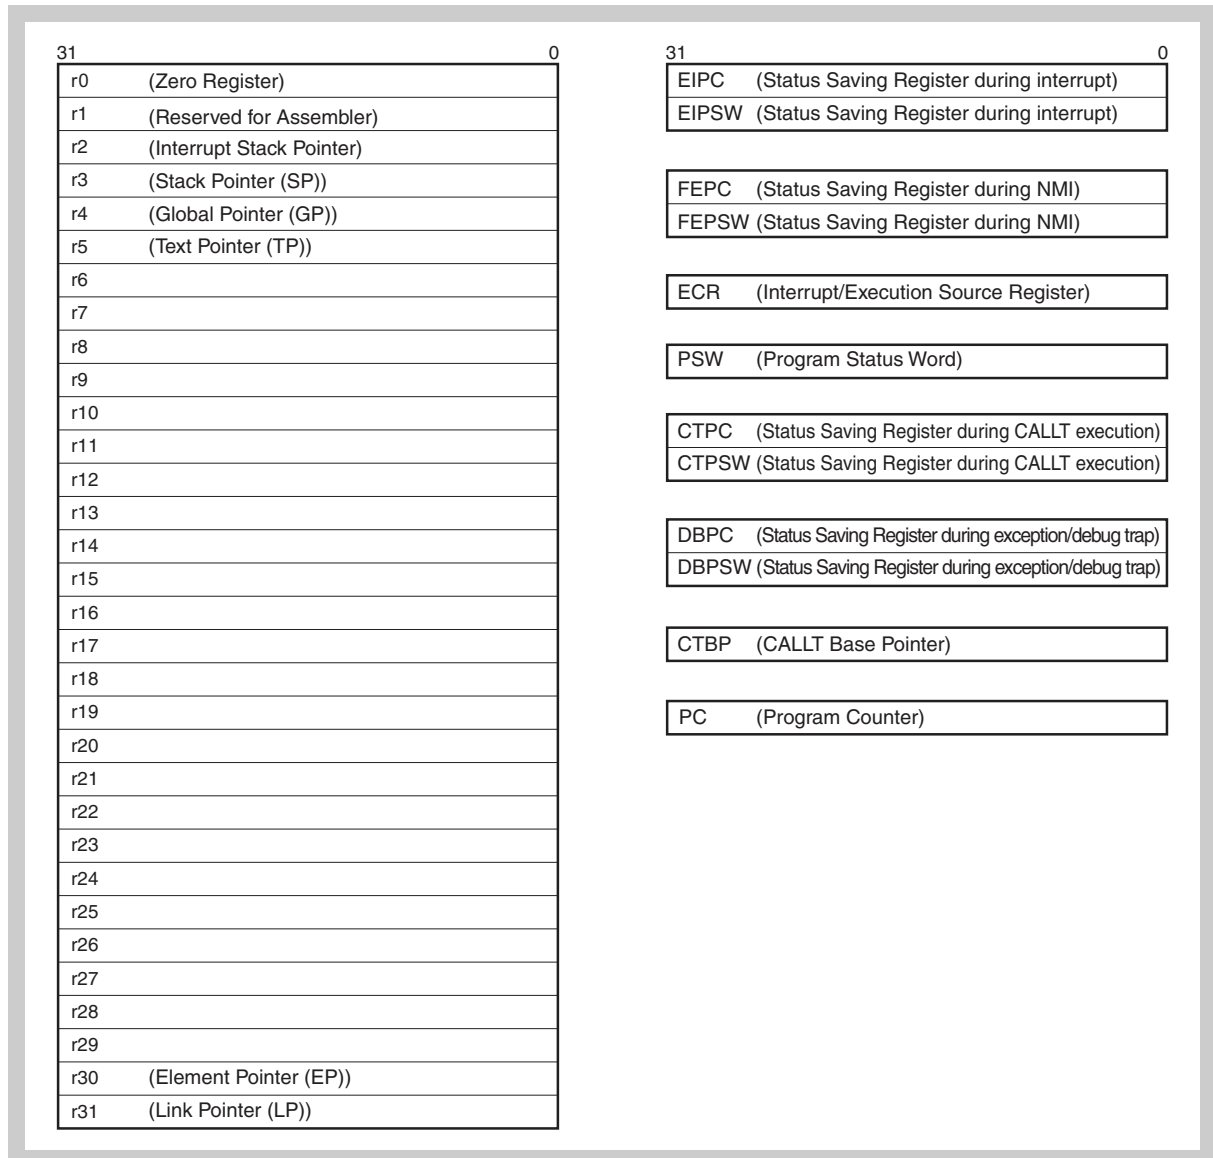 31 0
r0 (Zero Register)
r1 (Reserved for Assembler)
r2 (Interrupt Stack Pointer)
r3 (Stack Pointer (SP))
r4 (Global Pointer (GP))
r5 (Text Pointer (TP))
r6
r7
r8
r9
r10
r11
r12
r13
r14
r15
r16
r17
r18
r19
r20
r21
r22
r23
r24
r25
r26
r27
r28
r29
r30 (Element Pointer (EP))
r31 (Link Pointer (LP))
31 0
EIPC (Status Saving Register during interrupt)
EIPSW (Status Saving Register during interrupt)
FEPC (Status Saving Register during NMI)
FEPSW (Status Saving Register during NMI)
ECR (Interrupt/Execution Source Register)
PSW (Program Status Word)
CTPC (Status Saving Register during CALLT execution)
CTPSW (Status Saving Register during CALLT execution)
DBPC (Status Saving Register during exception/debug trap)
DBPSW (Status Saving Register during exception/debug trap)
CTBP (CALLT Base Pointer)
PC (Program Counter)